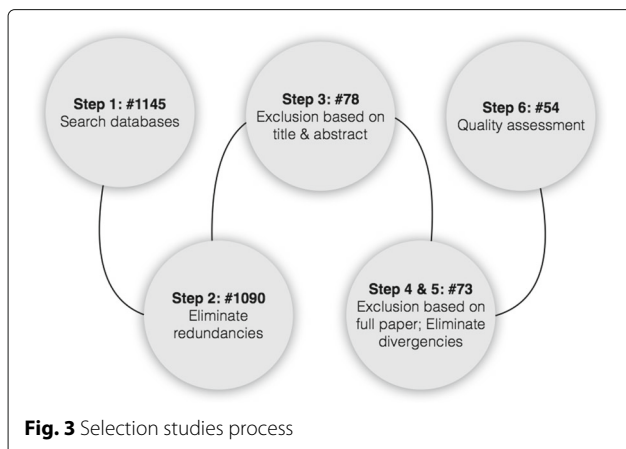 Step 1: #1145
Search databases
Step 2: #1090
Eliminate
redundancies
Step 3: #78
Exclusion based on
title & abstract
Step 4 & 5: #73
Exclusion based on
full paper; Eliminate
divergencies
Step 6: #54
Quality assessment
Fig. 3 Selection studies process